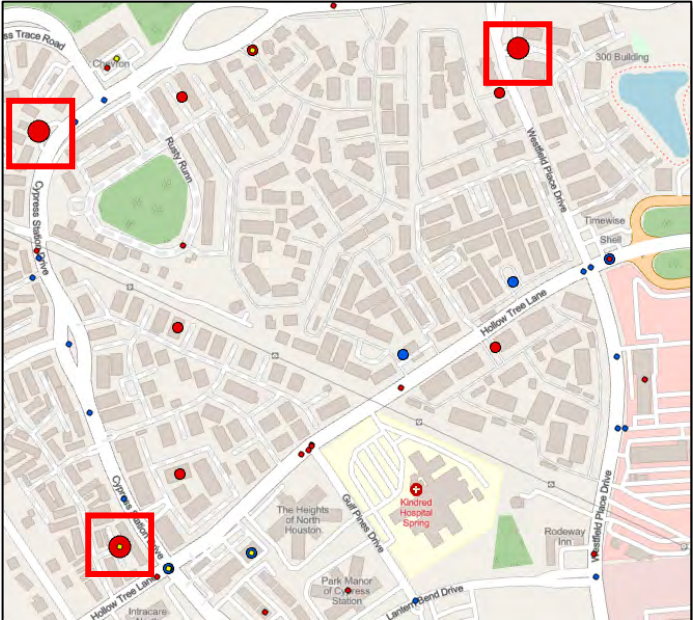 ss Trace Road
Chevron
300 Building
Rusty Runn
Westfield Place Drive
Cypress Station Drive
Timewise
Shell
Hollow Tree Lane
Cypress Station Drive
The Heights
of North
Houston
Gulf Pines Drive
Kindred
Hospital
Spring
Westfield Place Drive
Rodeway
Inn
Park Manor
of Cypress
Station
Lantern Bend Drive
Hollow Tree Lane
Intracare